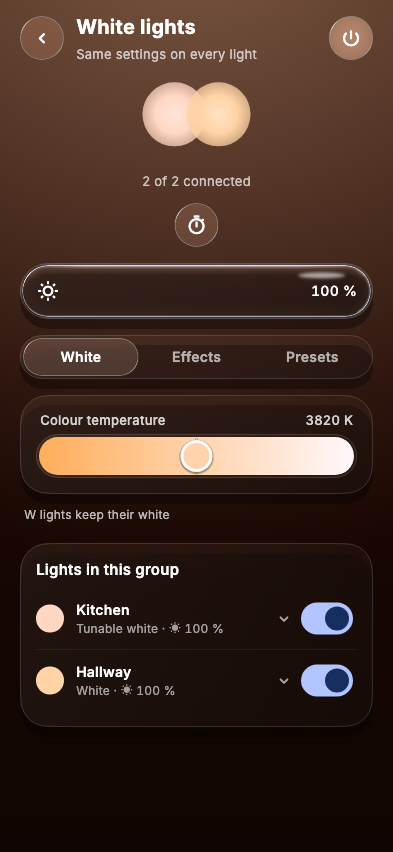 White lights
Same settings on every light
2 of 2 connected
100 %
White
Effects
Presets
Colour temperature
3820 K
W lights keep their white
Lights in this group
Kitchen
Tunable white · ☀ 100 %
Hallway
White · ☀ 100 %